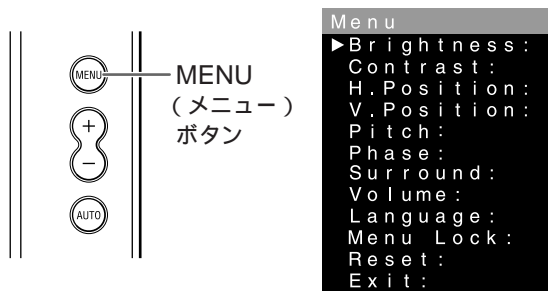 MENU
+
−
AUTO
MENU
（メニュー）
ボタン
Menu
▶Brightness:
Contrast:
H.Position:
V.Position:
Pitch:
Phase:
Surround:
Volume:
Language:
Menu Lock:
Reset:
Exit: